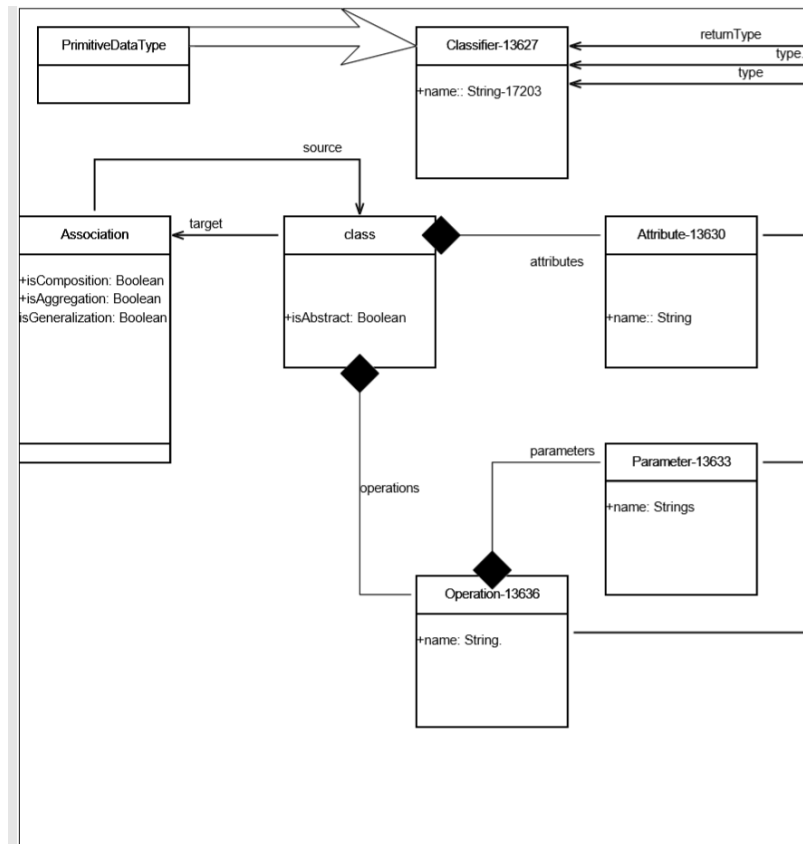 PrimitiveDataType
Classifier-13627
+name:: String-17203
returnType
type.
type
source
target
Association
+isComposition: Boolean
+isAggregation: Boolean
isGeneralization: Boolean
class
+isAbstract: Boolean
attributes
Attribute-13630
+name:: String
operations
parameters
Parameter-13633
+name: Strings
Operation-13636
+name: String.